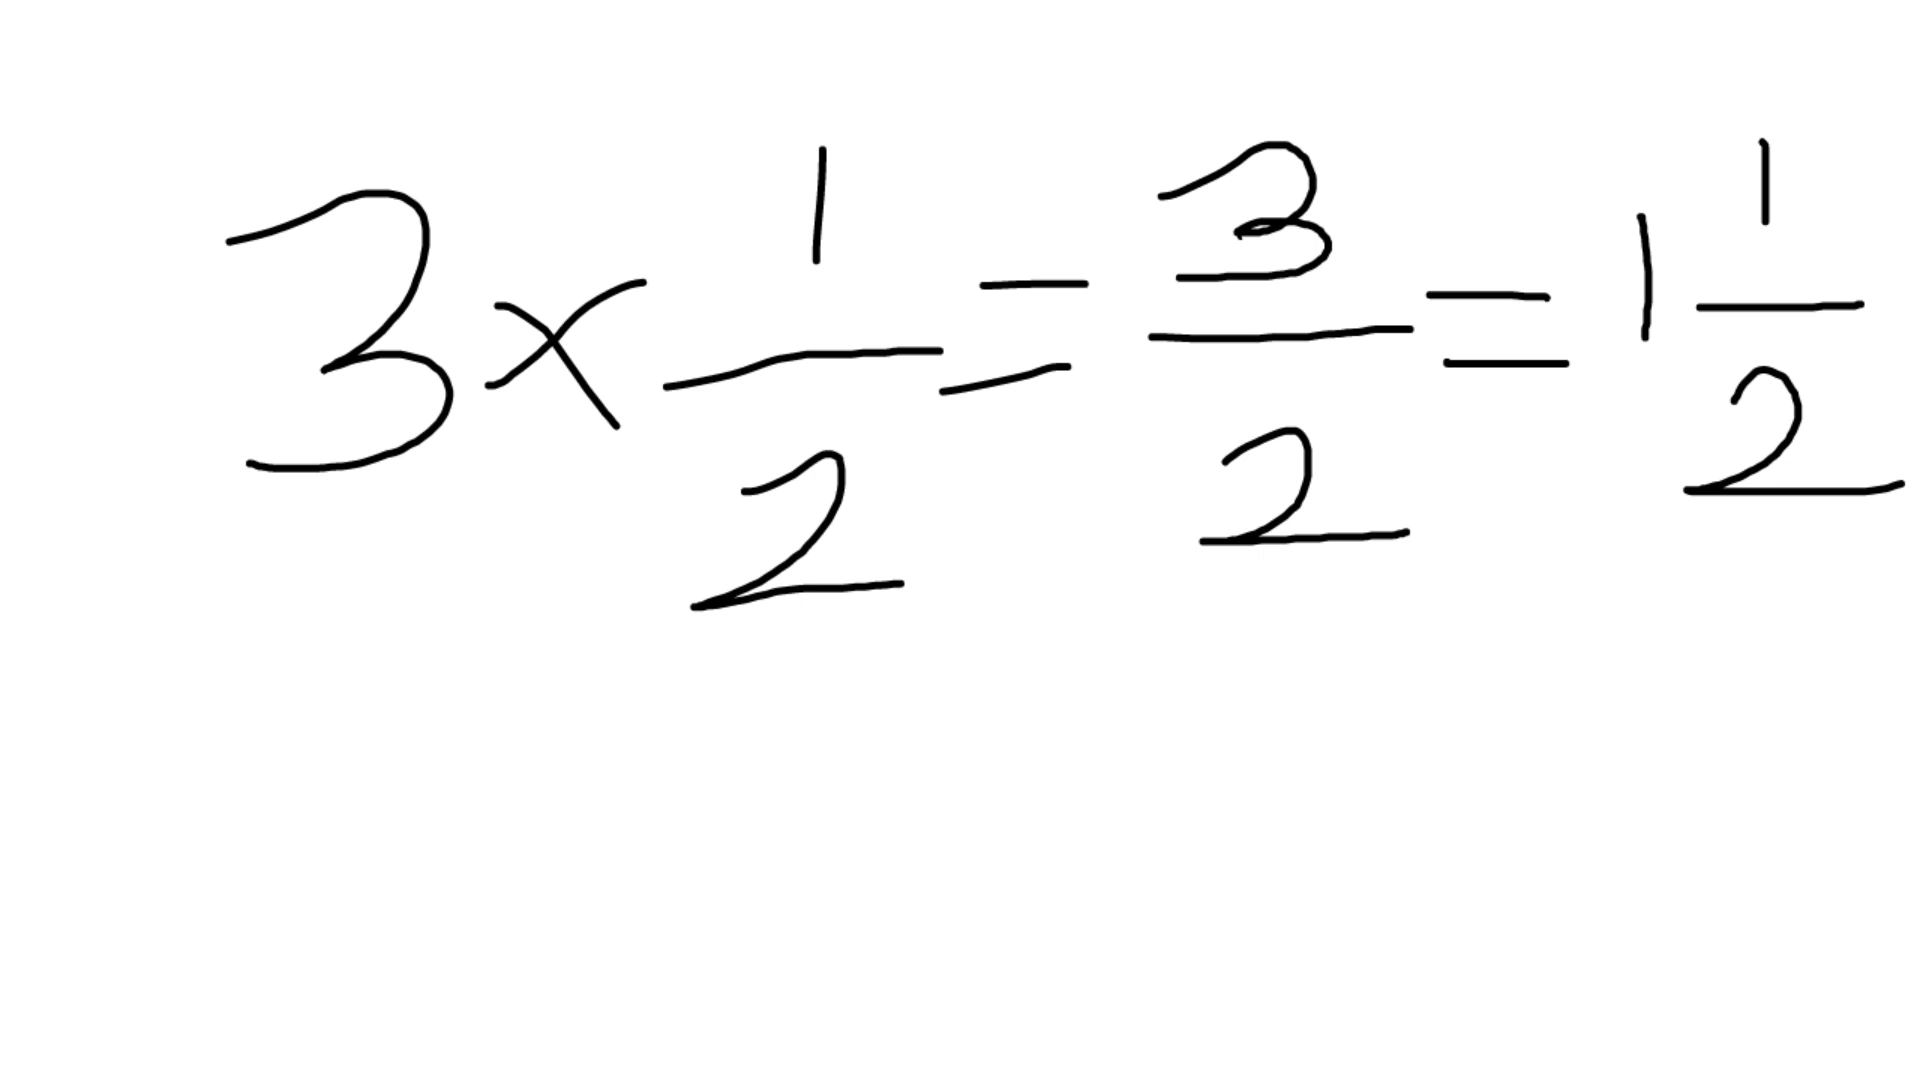 3 × 1/2 = 3/2 = 1 1/2